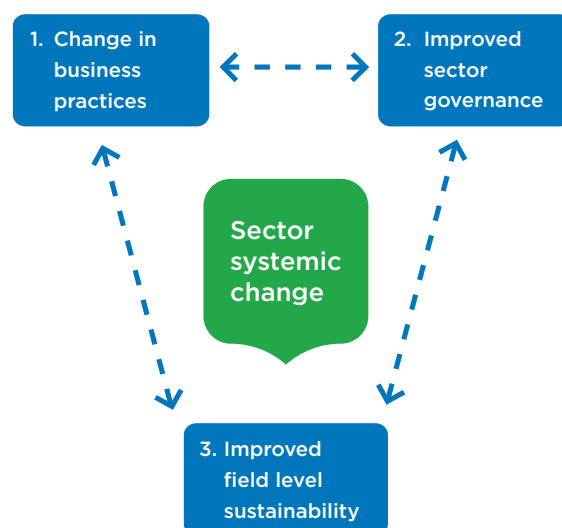 1. Change in
business
practices
2. Improved
sector
governance
Sector
systemic
change
3. Improved
field level
sustainability